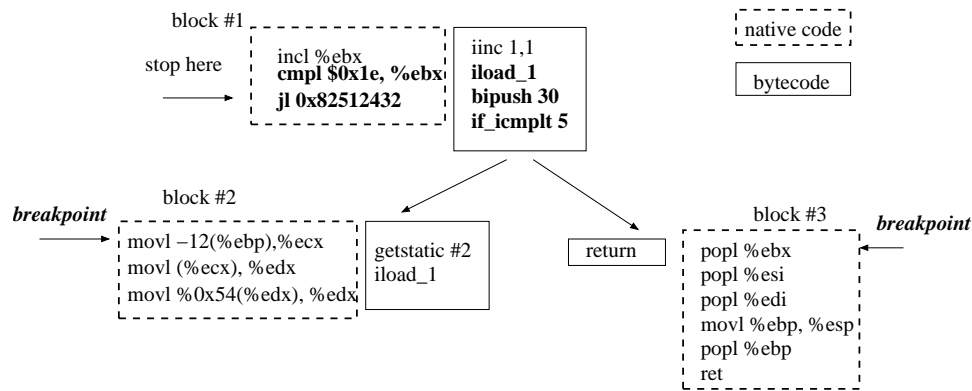 block #1
stop here
incl %ebx
cmpl $0x1e, %ebx
jl 0x82512432
iinc 1,1
iload_1
bipush 30
if_icmplt 5
native code
bytecode
block #2
breakpoint
movl −12(%ebp),%ecx
movl (%ecx), %edx
movl %0x54(%edx), %edx
getstatic #2
iload_1
return
block #3
breakpoint
popl %ebx
popl %esi
popl %edi
movl %ebp, %esp
popl %ebp
ret